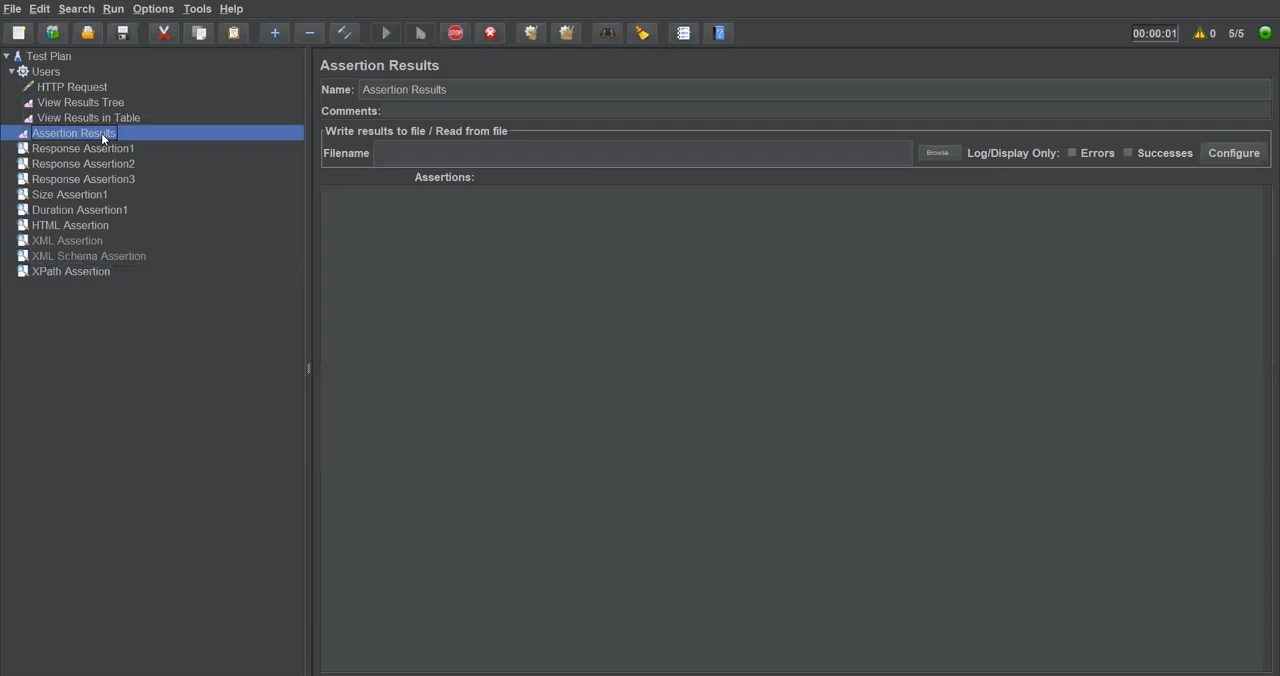 File Edit Search Run Options Tools Help
STOP 00:00:01 0 5/5
Test Plan
Users
HTTP Request
View Results Tree
View Results in Table
Assertion Results
Response Assertion1
Response Assertion2
Response Assertion3
Size Assertion1
Duration Assertion1
HTML Assertion
XML Assertion
XML Schema Assertion
XPath Assertion
Assertion Results
Name: Assertion Results
Comments:
Write results to file / Read from file
Filename Browse... Log/Display Only: Errors Successes Configure
Assertions: